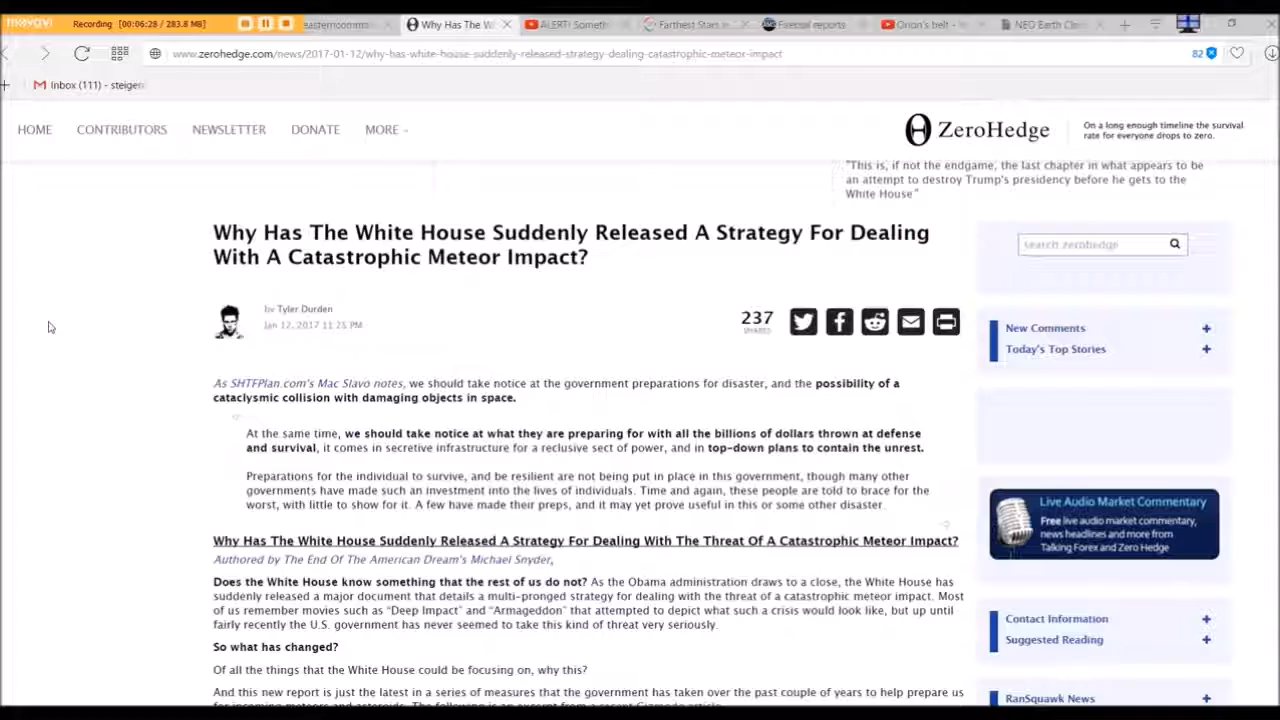 movavi
Recording [00:06:28 / 283.8 MB]
Why Has The W
ALERT! Someth
Farthest Stars in
Fireball reports
Orion's belt -
NEO Earth Clo
www.zerohedge.com/news/2017-01-12/why-has-white-house-suddenly-released-strategy-dealing-catastrophic-meteor-impact
82
Inbox (111) - steigen
HOME CONTRIBUTORS NEWSLETTER DONATE MORE
ZeroHedge
On a long enough timeline the survival
rate for everyone drops to zero.
"This is, if not the endgame, the last chapter in what appears to be
an attempt to destroy Trump's presidency before he gets to the
White House"
Why Has The White House Suddenly Released A Strategy For Dealing
With A Catastrophic Meteor Impact?
search zerohedge
by Tyler Durden
Jan 12, 2017 11:25 PM
237
SHARES
New Comments
Today's Top Stories
As SHTFPlan.com's Mac Slavo notes, we should take notice at the government preparations for disaster, and the possibility of a
cataclysmic collision with damaging objects in space.
At the same time, we should take notice at what they are preparing for with all the billions of dollars thrown at defense
and survival, it comes in secretive infrastructure for a reclusive sect of power, and in top-down plans to contain the unrest.
Preparations for the individual to survive, and be resilient are not being put in place in this government, though many other
governments have made such an investment into the lives of individuals. Time and again, these people are told to brace for the
worst, with little to show for it. A few have made their preps, and it may yet prove useful in this or some other disaster.
Live Audio Market Commentary
Free live audio market commentary,
news headlines and more from
Talking Forex and Zero Hedge
Why Has The White House Suddenly Released A Strategy For Dealing With The Threat Of A Catastrophic Meteor Impact?
Authored by The End Of The American Dream's Michael Snyder,
Does the White House know something that the rest of us do not? As the Obama administration draws to a close, the White House has
suddenly released a major document that details a multi-pronged strategy for dealing with the threat of a catastrophic meteor impact. Most
of us remember movies such as "Deep Impact" and "Armageddon" that attempted to depict what such a crisis would look like, but up until
fairly recently the U.S. government has never seemed to take this kind of threat very seriously.
So what has changed?
Of all the things that the White House could be focusing on, why this?
And this new report is just the latest in a series of measures that the government has taken over the past couple of years to help prepare us
for incoming meteors and asteroids. The following is an excerpt from a recent Gizmodo article
Contact Information
Suggested Reading
RanSquawk News